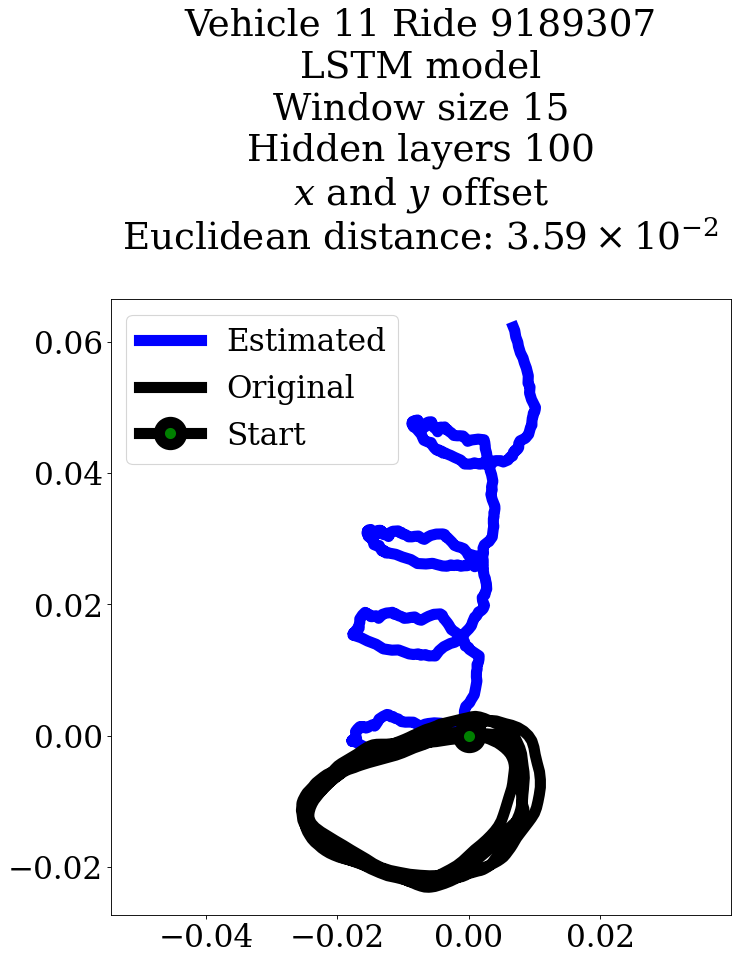 Vehicle 11 Ride 9189307
LSTM model
Window size 15
Hidden layers 100
x and y offset
Euclidean distance: 3.59 × 10⁻²
Estimated
Original
Start
0.06
0.04
0.02
0.00
−0.02
−0.04 −0.02 0.00 0.02